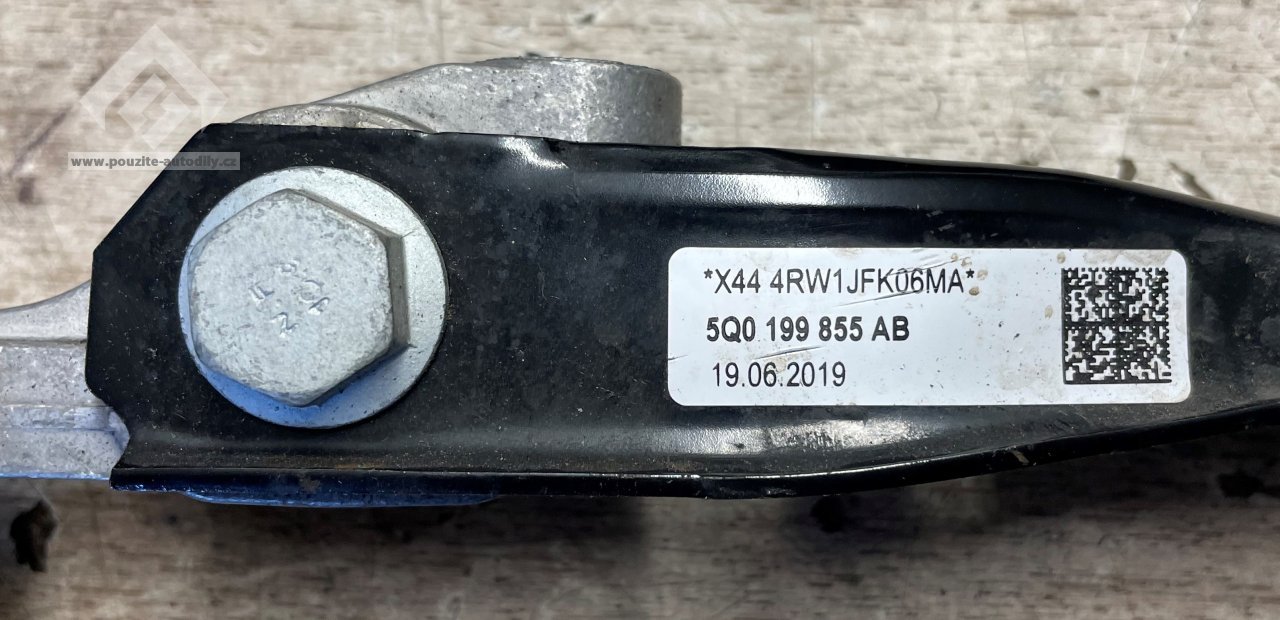 www.pouzite-autodily.cz
*X44 4RW1JFK06MA*
5Q0 199 855 AB
19.06.2019